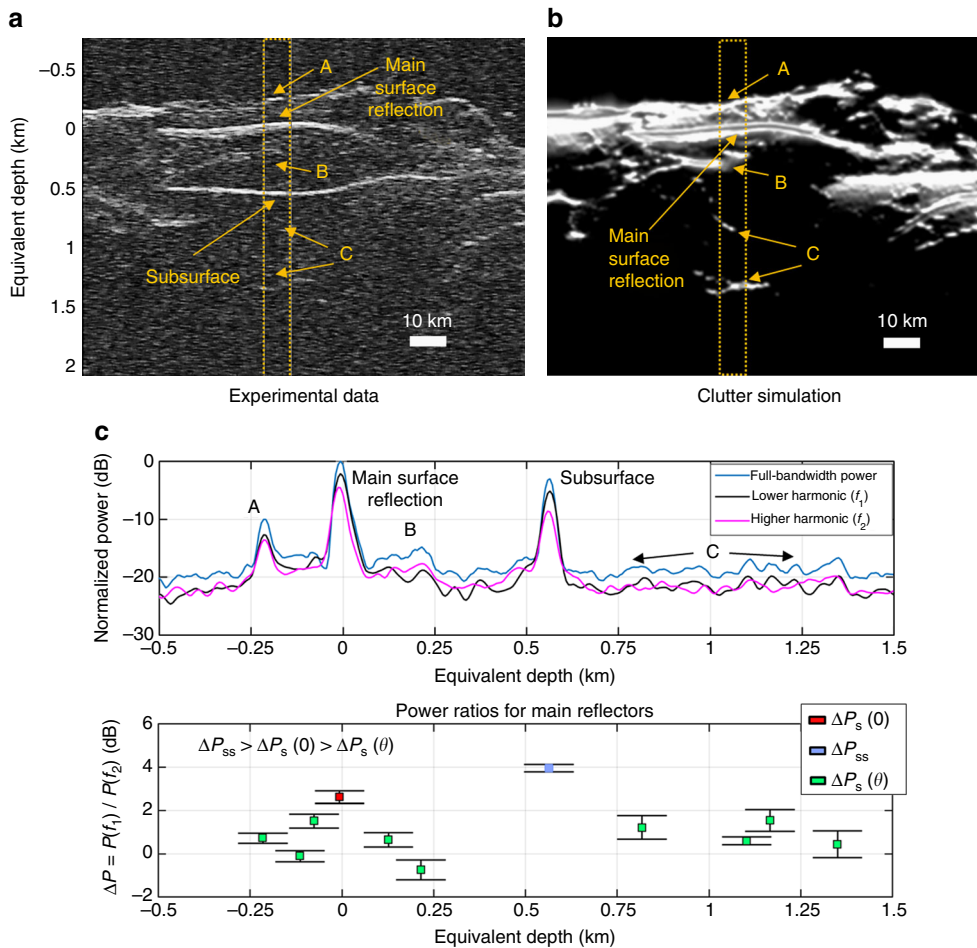 a
b
−0.5
0
0.5
1
1.5
2
Equivalent depth (km)
A
Main
surface
reflection
B
C
Subsurface
10 km
Experimental data
A
B
C
Main
surface
reflection
10 km
Clutter simulation
c
0
−10
−20
−30
Normalized power (dB)
A
Main surface
reflection
B
Subsurface
C
Full-bandwidth power
Lower harmonic (f1)
Higher harmonic (f2)
−0.5
−0.25
0
0.25
0.5
0.75
1
1.25
1.5
Equivalent depth (km)
Power ratios for main reflectors
6
4
2
0
−2
ΔP = P(f1) / P(f2) (dB)
ΔPss > ΔPs (0) > ΔPs (θ)
ΔPs (0)
ΔPss
ΔPs (θ)
−0.5
−0.25
0
0.25
0.5
0.75
1
1.25
1.5
Equivalent depth (km)